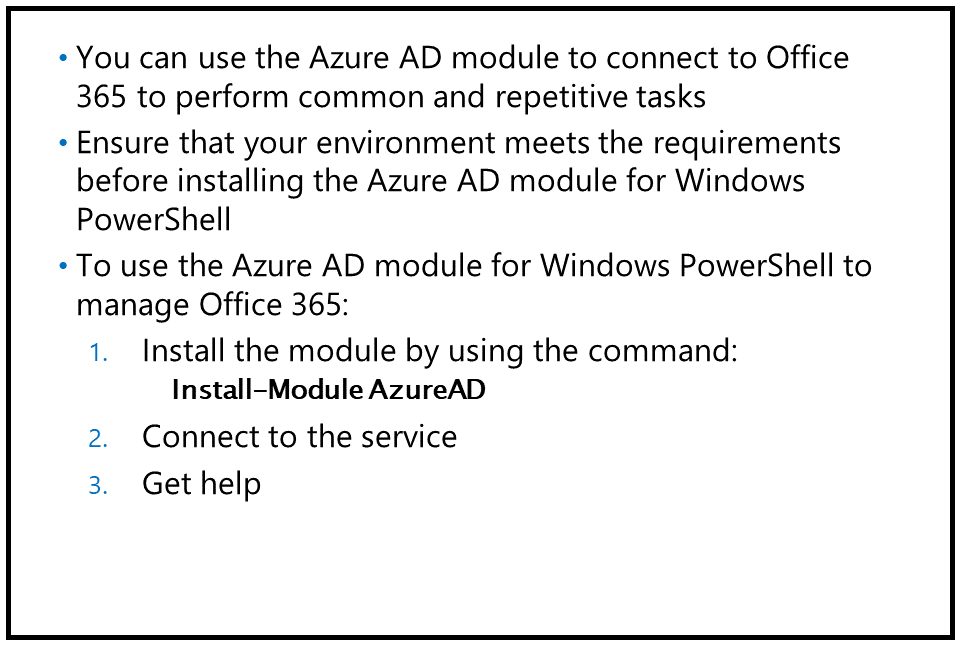 • You can use the Azure AD module to connect to Office
365 to perform common and repetitive tasks
• Ensure that your environment meets the requirements
before installing the Azure AD module for Windows
PowerShell
• To use the Azure AD module for Windows PowerShell to
manage Office 365:
1. Install the module by using the command:
Install–Module AzureAD
2. Connect to the service
3. Get help